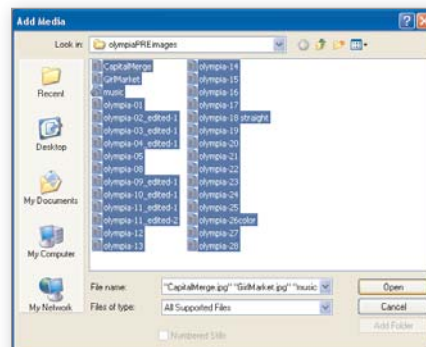 Add Media
Look in: olympiaPREimages
Recent
Desktop
My Documents
My Computer
My Network
CapitalMerge
GirlMarket
music
olympia-01
olympia-02_edited-1
olympia-03_edited-1
olympia-04_edited-1
olympia-05
olympia-08
olympia-09_edited-1
olympia-10_edited-1
olympia-11_edited-1
olympia-11_edited-2
olympia-12
olympia-13
olympia-14
olympia-15
olympia-16
olympia-17
olympia-18 straight
olympia-19
olympia-20
olympia-21
olympia-22
olympia-23
olympia-24
olympia-25
olympia-26color
olympia-27
olympia-28
File name: "CapitalMerge.jpg" "GirlMarket.jpg" "music
Open
Files of type: All Supported Files
Cancel
Numbered Stills
Add Folder